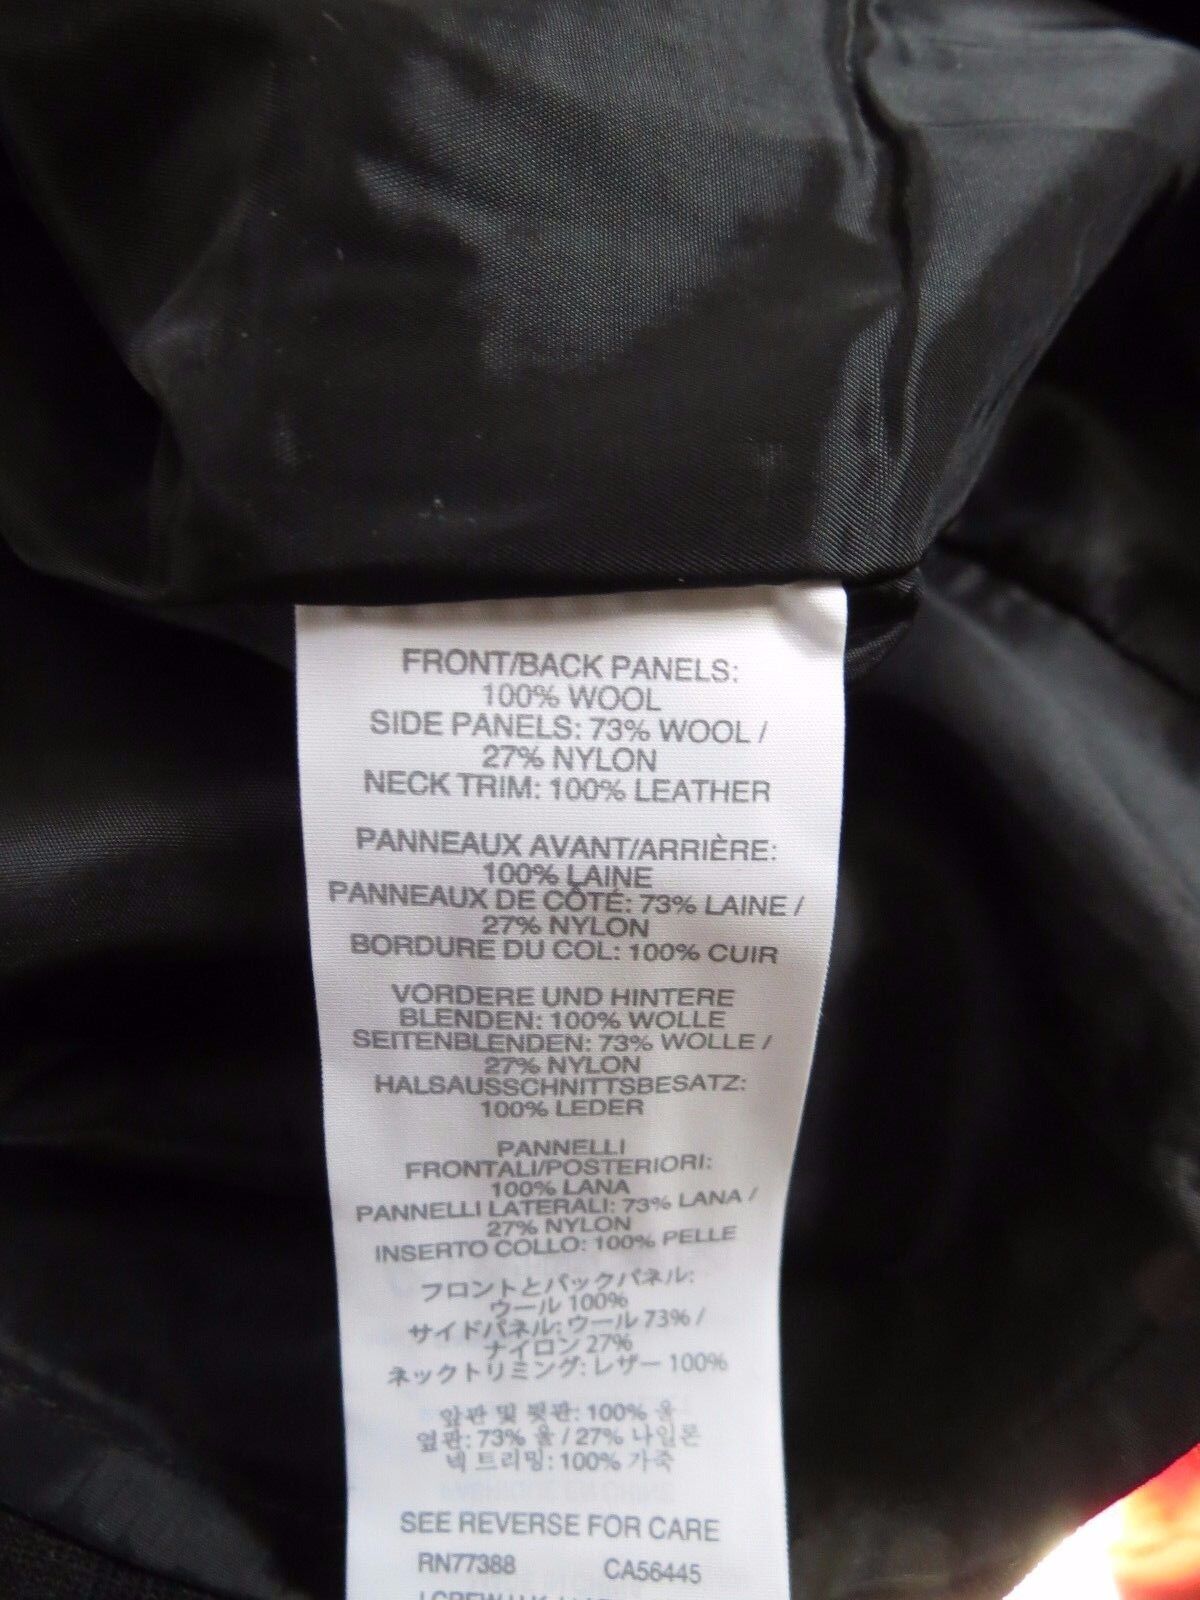 FRONT/BACK PANELS:
100% WOOL
SIDE PANELS: 73% WOOL /
27% NYLON
NECK TRIM: 100% LEATHER
PANNEAUX AVANT/ARRIÈRE:
100% LAINE
PANNEAUX DE CÔTÉ: 73% LAINE /
27% NYLON
BORDURE DU COL: 100% CUIR
VORDERE UND HINTERE
BLENDEN: 100% WOLLE
SEITENBLENDEN: 73% WOLLE /
27% NYLON
HALSAUSSCHNITTSBESATZ:
100% LEDER
PANNELLI
FRONTALI/POSTERIORI:
100% LANA
PANNELLI LATERALI: 73% LANA /
27% NYLON
INSERTO COLLO: 100% PELLE
フロントとバックパネル:
ウール 100%
サイドパネル: ウール 73% /
ナイロン 27%
ネックトリミング: レザー 100%
앞판 및 뒷판: 100% 울
옆판: 73% 울 / 27% 나일론
넥 트리밍: 100% 가죽
SEE REVERSE FOR CARE
RN77388 CA56445